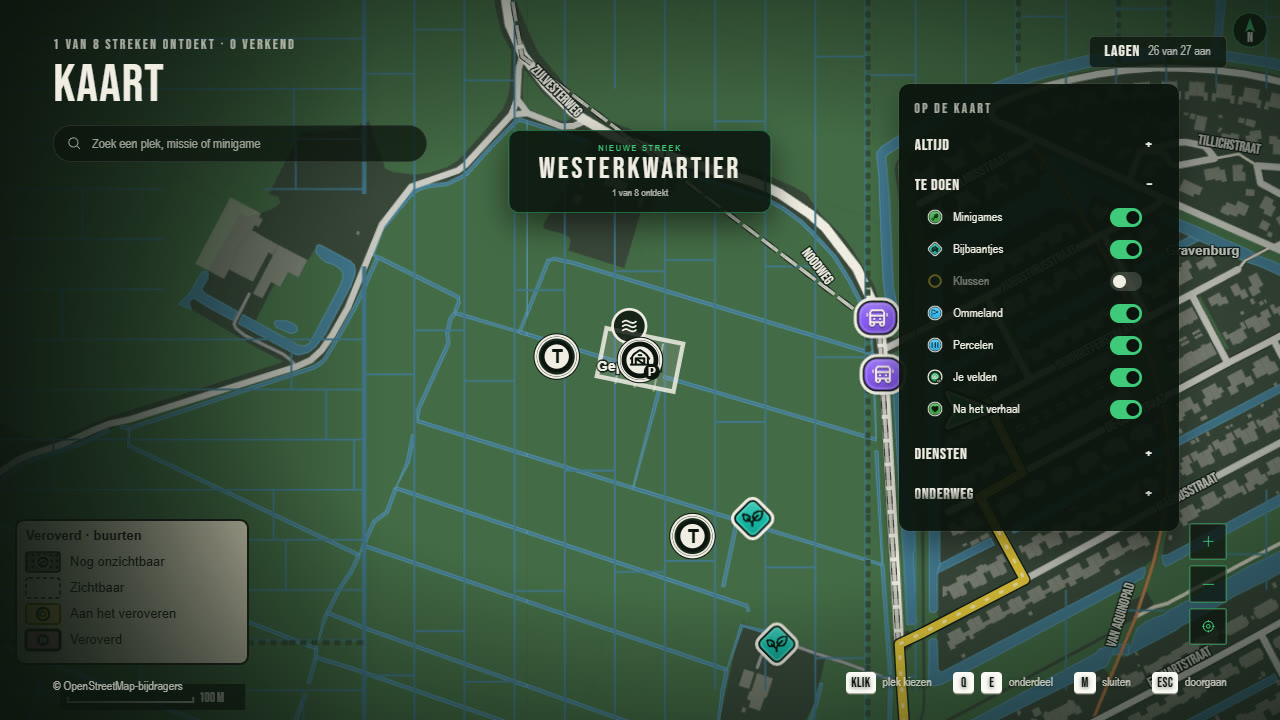 1 VAN 8 STREKEN ONTDEKT · 0 VERKEND
KAART
Zoek een plek, missie of minigame
ZUIJVESTERWEG
NIEUWE STREEK
WESTERKWARTIER
1 van 8 ontdekt
NOODWEG
LAGEN 26 van 27 aan
N
OP DE KAART
ALTIJD +
TE DOEN −
Minigames
Bijbaantjes
Klussen
Ommeland
Percelen
Je velden
Na het verhaal
DIENSTEN +
ONDERWEG +
TILLICHSTRAAT
ravenburg
T
Ge
P
T
Veroverd · buurten
Nog onzichtbaar
Zichtbaar
Aan het veroveren
Veroverd
© OpenStreetMap-bijdragers
100 M
VAN AQUINOPAD
+
−
KLIK plek kiezen Q E onderdeel M sluiten ESC doorgaan